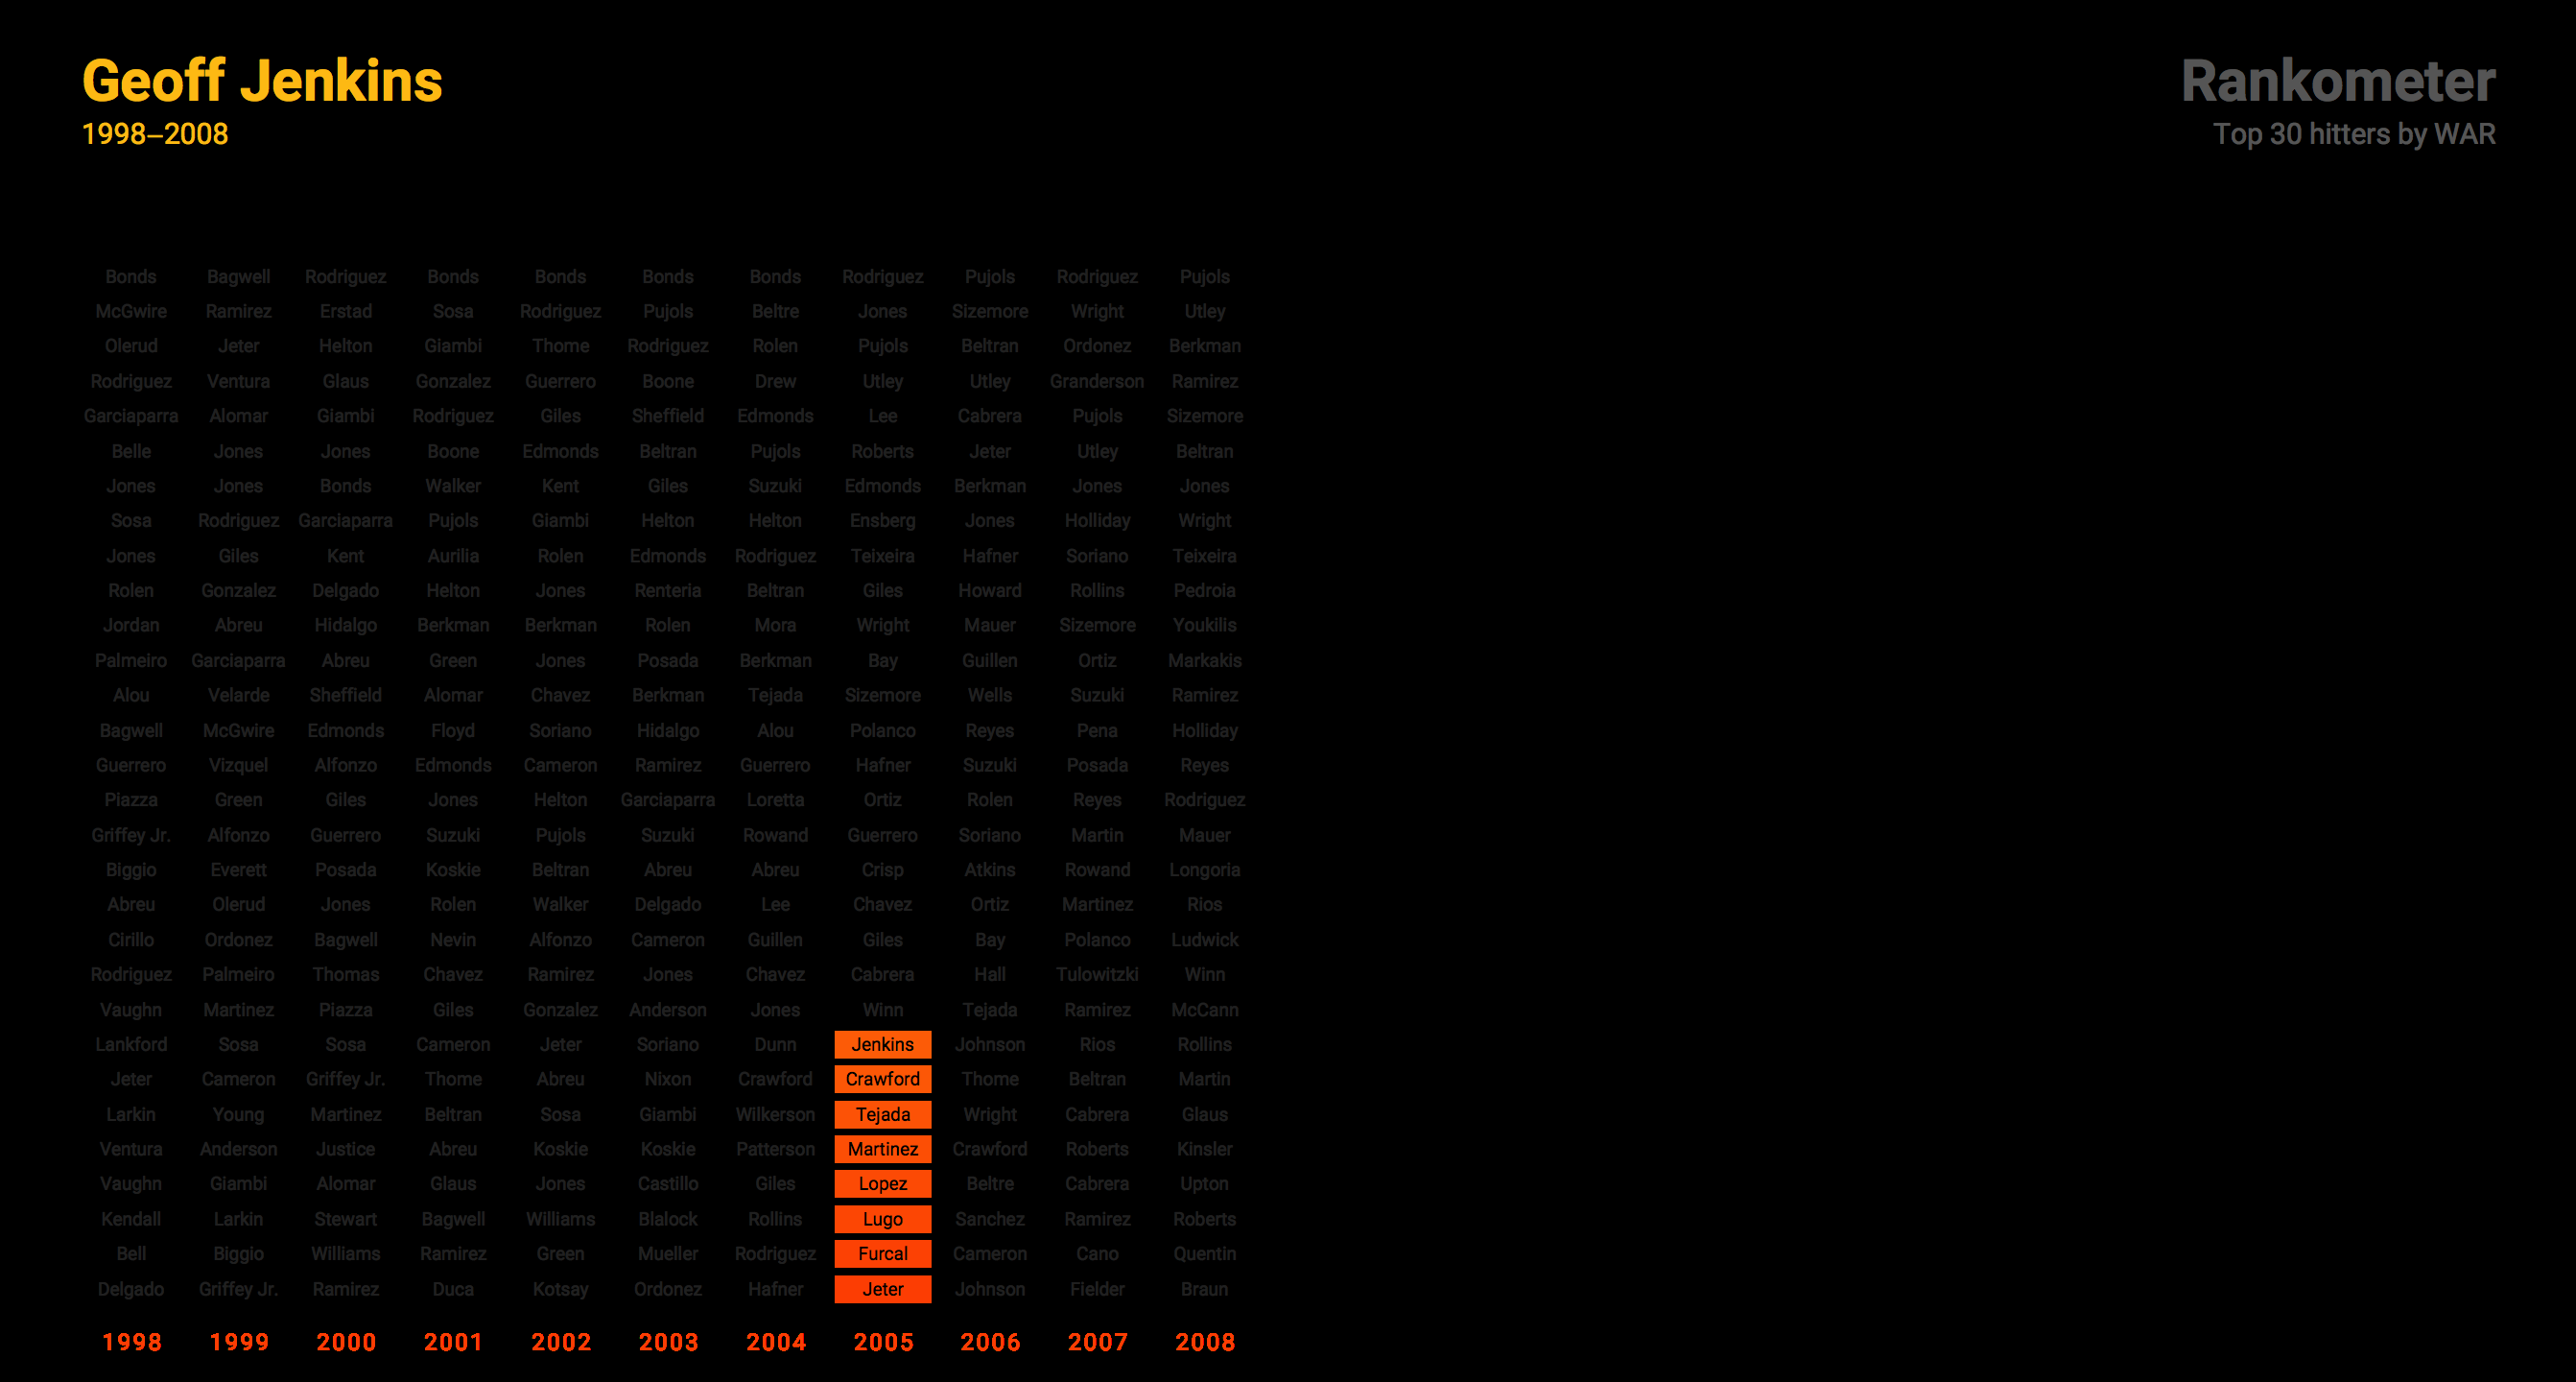 Geoff Jenkins
1998–2008
Rankometer
Top 30 hitters by WAR
Bonds Bagwell Rodriguez Bonds Bonds Bonds Bonds Rodriguez Pujols Rodriguez Pujols
McGwire Ramirez Erstad Sosa Rodriguez Pujols Beltre Jones Sizemore Wright Utley
Olerud Jeter Helton Giambi Thome Rodriguez Rolen Pujols Beltran Ordonez Berkman
Rodriguez Ventura Glaus Gonzalez Guerrero Boone Drew Utley Utley Granderson Ramirez
Garciaparra Alomar Giambi Rodriguez Giles Sheffield Edmonds Lee Cabrera Pujols Sizemore
Belle Jones Jones Boone Edmonds Beltran Pujols Roberts Jeter Utley Beltran
Jones Jones Bonds Walker Kent Giles Suzuki Edmonds Berkman Jones Jones
Sosa Rodriguez Garciaparra Pujols Giambi Helton Helton Ensberg Jones Holliday Wright
Jones Giles Kent Aurilia Rolen Edmonds Rodriguez Teixeira Hafner Soriano Teixeira
Rolen Gonzalez Delgado Helton Jones Renteria Beltran Giles Howard Rollins Pedroia
Jordan Abreu Hidalgo Berkman Berkman Rolen Mora Wright Mauer Sizemore Youkilis
Palmeiro Garciaparra Abreu Green Jones Posada Berkman Bay Guillen Ortiz Markakis
Alou Velarde Sheffield Alomar Chavez Berkman Tejada Sizemore Wells Suzuki Ramirez
Bagwell McGwire Edmonds Floyd Soriano Hidalgo Alou Polanco Reyes Pena Holliday
Guerrero Vizquel Alfonzo Edmonds Cameron Ramirez Guerrero Hafner Suzuki Posada Reyes
Piazza Green Giles Jones Helton Garciaparra Loretta Ortiz Rolen Reyes Rodriguez
Griffey Jr. Alfonzo Guerrero Suzuki Pujols Suzuki Rowand Guerrero Soriano Martin Mauer
Biggio Everett Posada Koskie Beltran Abreu Abreu Crisp Atkins Rowand Longoria
Abreu Olerud Jones Rolen Walker Delgado Lee Chavez Ortiz Martinez Rios
Cirillo Ordonez Bagwell Nevin Alfonzo Cameron Guillen Giles Bay Polanco Ludwick
Rodriguez Palmeiro Thomas Chavez Ramirez Jones Chavez Cabrera Hall Tulowitzki Winn
Vaughn Martinez Piazza Giles Gonzalez Anderson Jones Winn Tejada Ramirez McCann
Lankford Sosa Sosa Cameron Jeter Soriano Dunn Jenkins Johnson Rios Rollins
Jeter Cameron Griffey Jr. Thome Abreu Nixon Crawford Crawford Thome Beltran Martin
Larkin Young Martinez Beltran Sosa Giambi Wilkerson Tejada Wright Cabrera Glaus
Ventura Anderson Justice Abreu Koskie Koskie Patterson Martinez Crawford Roberts Kinsler
Vaughn Giambi Alomar Glaus Jones Castillo Giles Lopez Beltre Cabrera Upton
Kendall Larkin Stewart Bagwell Williams Blalock Rollins Lugo Sanchez Ramirez Roberts
Bell Biggio Williams Ramirez Green Mueller Rodriguez Furcal Cameron Cano Quentin
Delgado Griffey Jr. Ramirez Duca Kotsay Ordonez Hafner Jeter Johnson Fielder Braun
1998 1999 2000 2001 2002 2003 2004 2005 2006 2007 2008